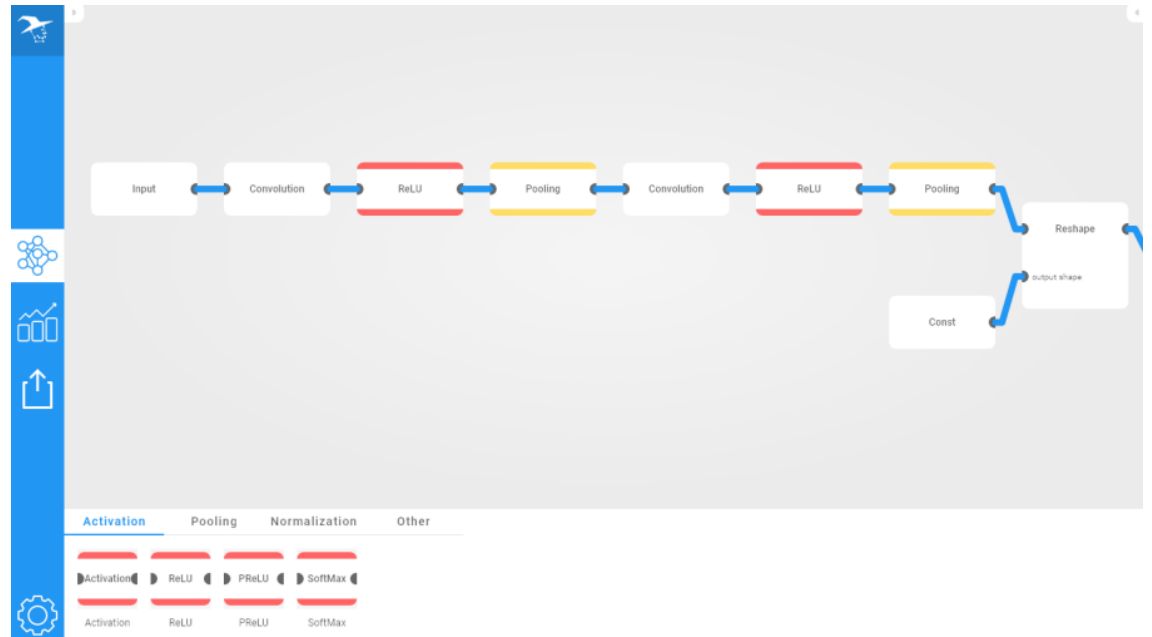 Input Convolution ReLU Pooling Convolution ReLU Pooling
Reshape
output shape
Const
Activation Pooling Normalization Other
Activation ReLU PReLU SoftMax
Activation ReLU PReLU SoftMax